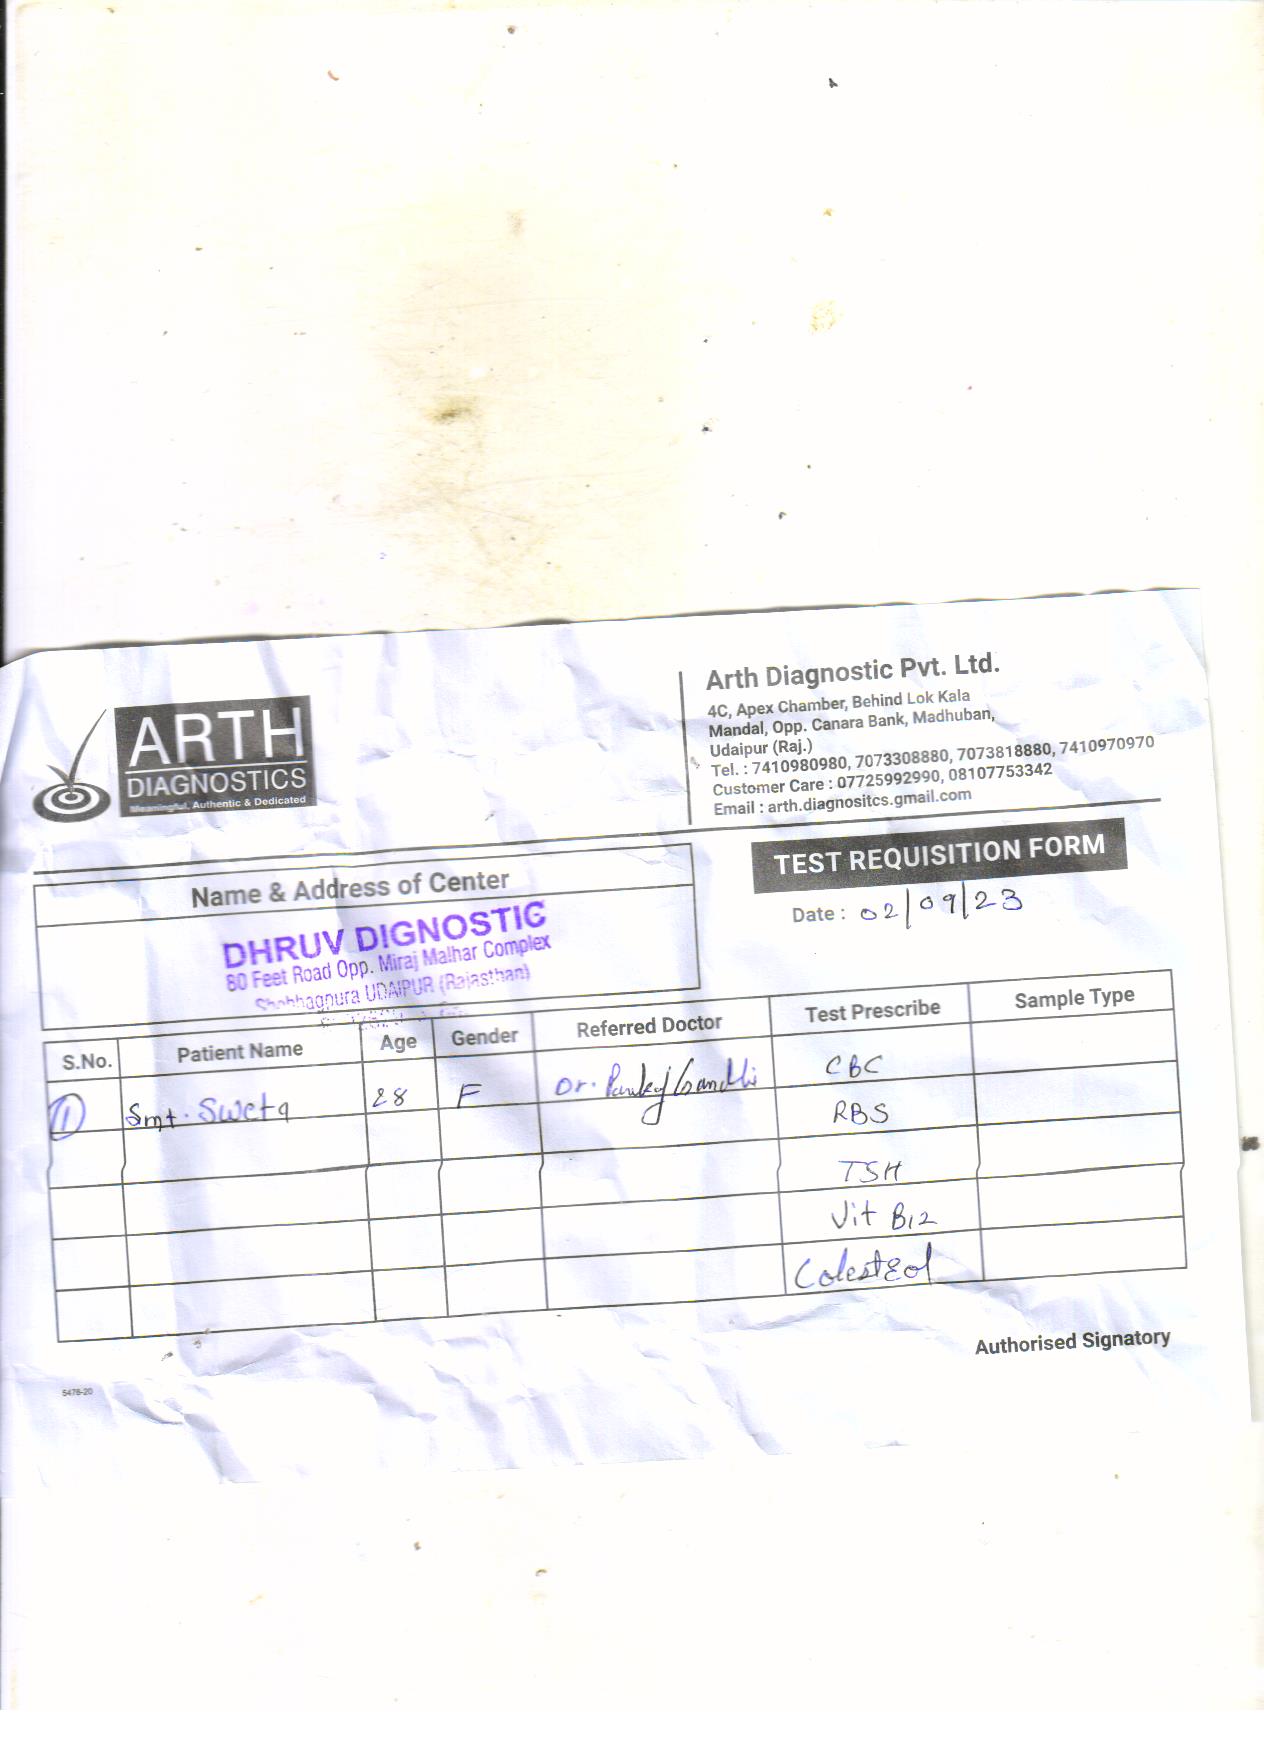 ARTH
DIAGNOSTICS
Meaningful, Authentic & Dedicated
Arth Diagnostic Pvt. Ltd.
4C, Apex Chamber, Behind Lok Kala
Mandal, Opp. Canara Bank, Madhuban,
Udaipur (Raj.)
Tel. : 7410980980, 7073308880, 7073818880, 7410970970
Customer Care : 07725992990, 08107753342
Email : arth.diagnositcs.gmail.com
TEST REQUISITION FORM
Date : 02/09/23
Name & Address of Center
DHRUV DIGNOSTIC
80 Feet Road Opp. Miraj Malhar Complex
Shobhagpura UDAIPUR (Rajasthan)
S.No. Patient Name Age Gender Referred Doctor Test Prescribe Sample Type
1 Smt. Sweta 28 F Dr. Pankaj Gandhi CBC
RBS
TSH
Vit B12
Colesterol
Authorised Signatory
5476-20